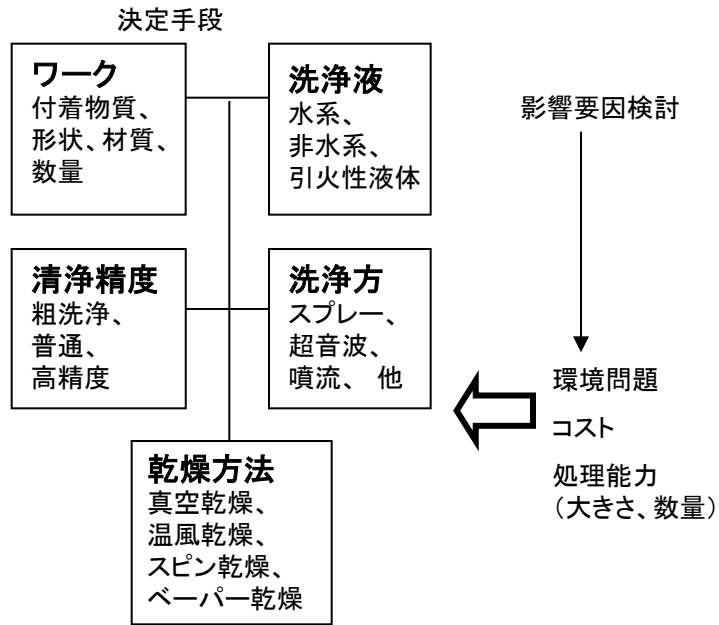 決定手段
ワーク
付着物質、
形状、材質、
数量
洗浄液
水系、
非水系、
引火性液体
影響要因検討
清浄精度
粗洗浄、
普通、
高精度
洗浄方
スプレー、
超音波、
噴流、 他
環境問題
コスト
処理能力
（大きさ、数量）
乾燥方法
真空乾燥、
温風乾燥、
スピン乾燥、
ベーパー乾燥